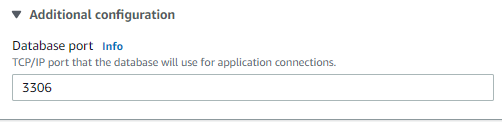 Additional configuration
Database port Info
TCP/IP port that the database will use for application connections.
3306